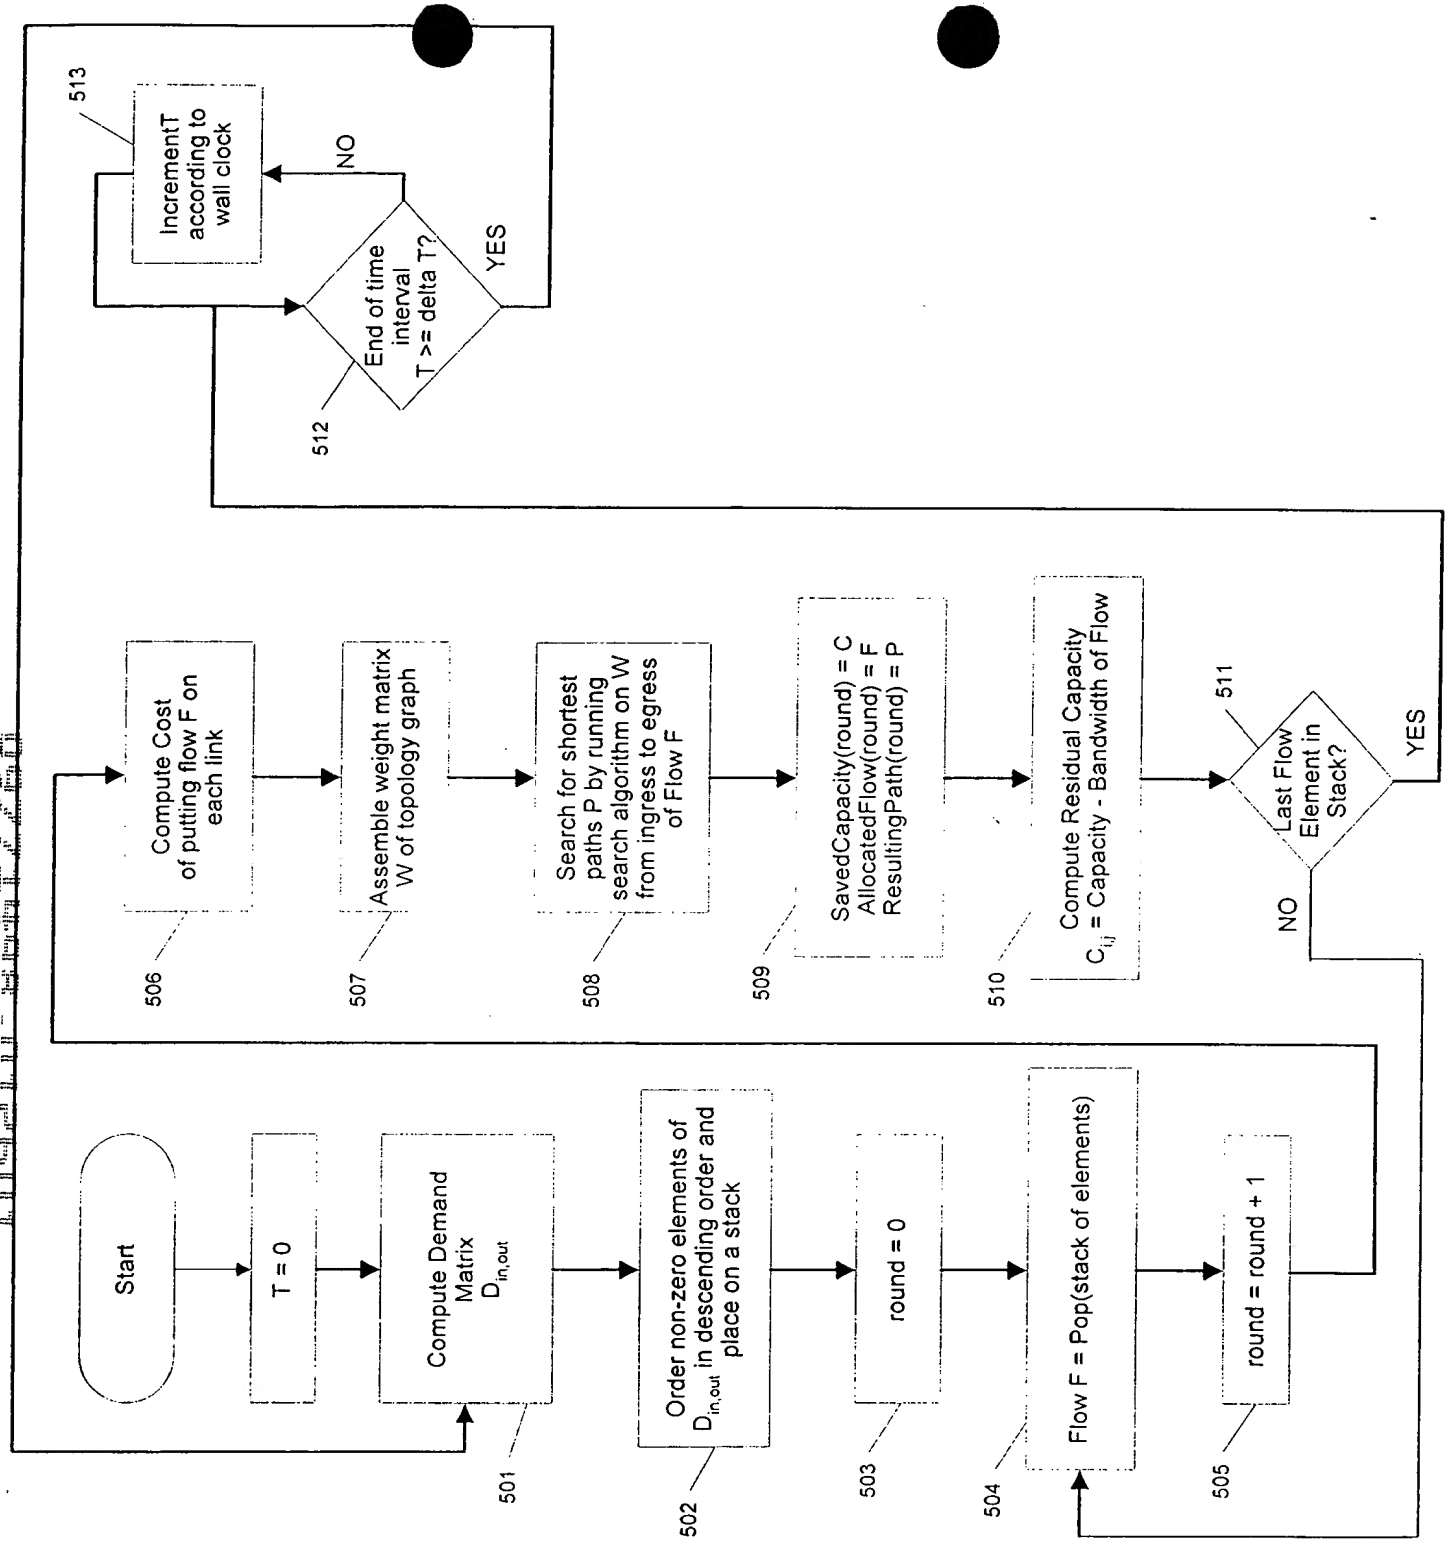 Start
T = 0
Compute Demand
Matrix
D_in,out
501
Order non-zero elements of
D_in,out in descending order and
place on a stack
502
round = 0
503
Flow F = Pop(stack of elements)
504
round = round + 1
505
Compute Cost
of putting flow F on
each link
506
Assemble weight matrix
W of topology graph
507
Search for shortest
paths P by running
search algorithm on W
from ingress to egress
of Flow F
508
SavedCapacity(round) = C
AllocatedFlow(round) = F
ResultingPath(round) = P
509
Compute Residual Capacity
C_i,j = Capacity - Bandwidth of Flow
510
Last Flow
Element in
Stack?
511
NO
YES
End of time
interval
T >= delta T?
512
NO
YES
IncrementT
according to
wall clock
513